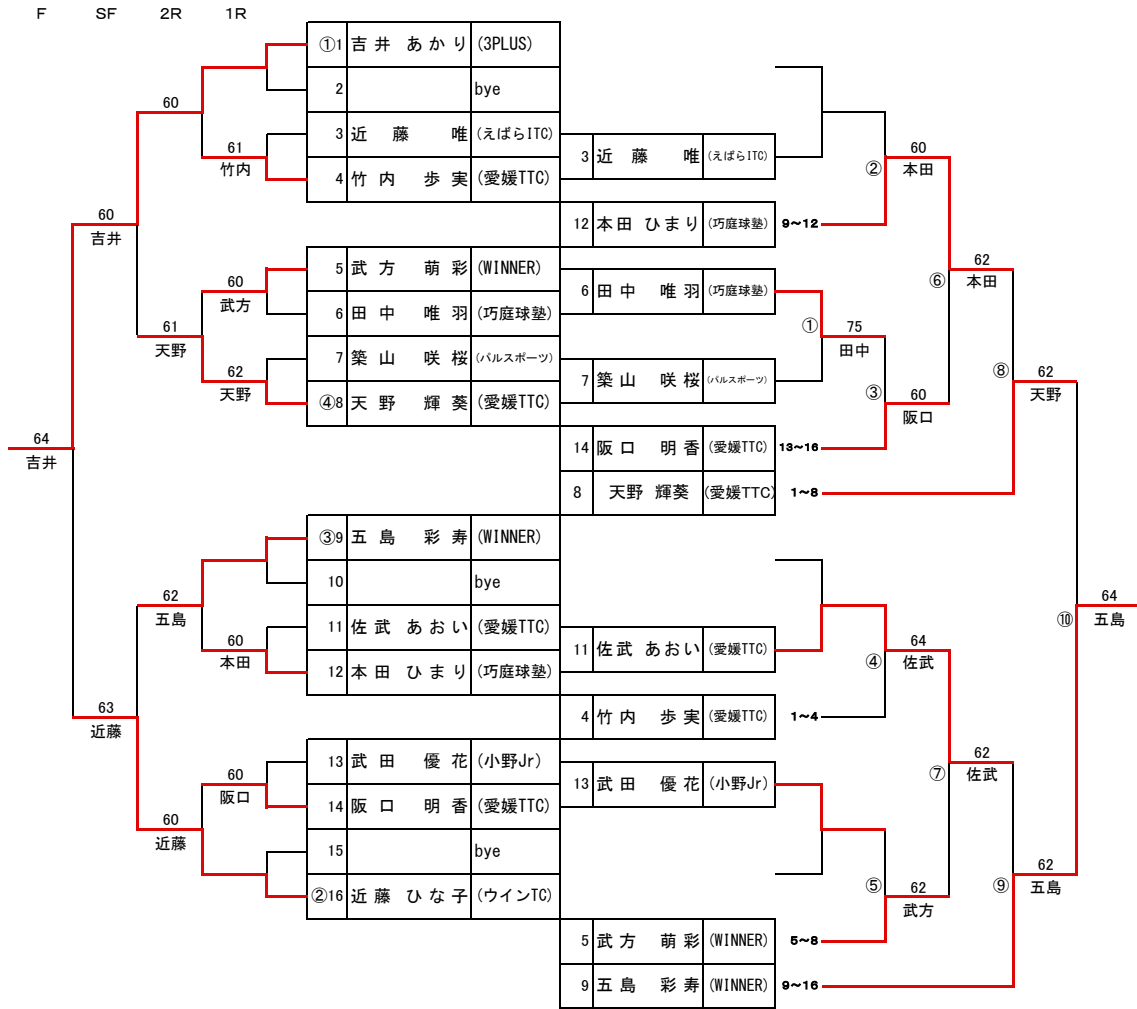 F SF 2R 1R
①1 吉井 あかり (3PLUS)
2 bye
60
3 近藤 唯 (えばらITC)
61
竹内
4 竹内 歩実 (愛媛TTC)
3 近藤 唯 (えばらITC)
60
②
本田
60
吉井
12 本田 ひまり (巧庭球塾) 9~12
5 武方 萌彩 (WINNER)
60
武方
6 田中 唯羽 (巧庭球塾)
6 田中 唯羽 (巧庭球塾)
62
⑥
本田
61
天野
①
75
田中
7 築山 咲桜 (パルスポーツ)
62
天野
④8 天野 輝葵 (愛媛TTC)
7 築山 咲桜 (パルスポーツ)
③
60
阪口
⑧
62
天野
64
吉井
14 阪口 明香 (愛媛TTC) 13~16
8 天野 輝葵 (愛媛TTC) 1~8
③9 五島 彩寿 (WINNER)
10 bye
62
五島
11 佐武 あおい (愛媛TTC)
60
本田
12 本田 ひまり (巧庭球塾)
11 佐武 あおい (愛媛TTC)
④
64
佐武
⑩
64
五島
63
近藤
4 竹内 歩実 (愛媛TTC) 1~4
13 武田 優花 (小野Jr)
60
阪口
14 阪口 明香 (愛媛TTC)
13 武田 優花 (小野Jr)
⑦
62
佐武
60
近藤
15 bye
②16 近藤 ひな子 (ウインTC)
⑤
62
武方
⑨
62
五島
5 武方 萌彩 (WINNER) 5~8
9 五島 彩寿 (WINNER) 9~16